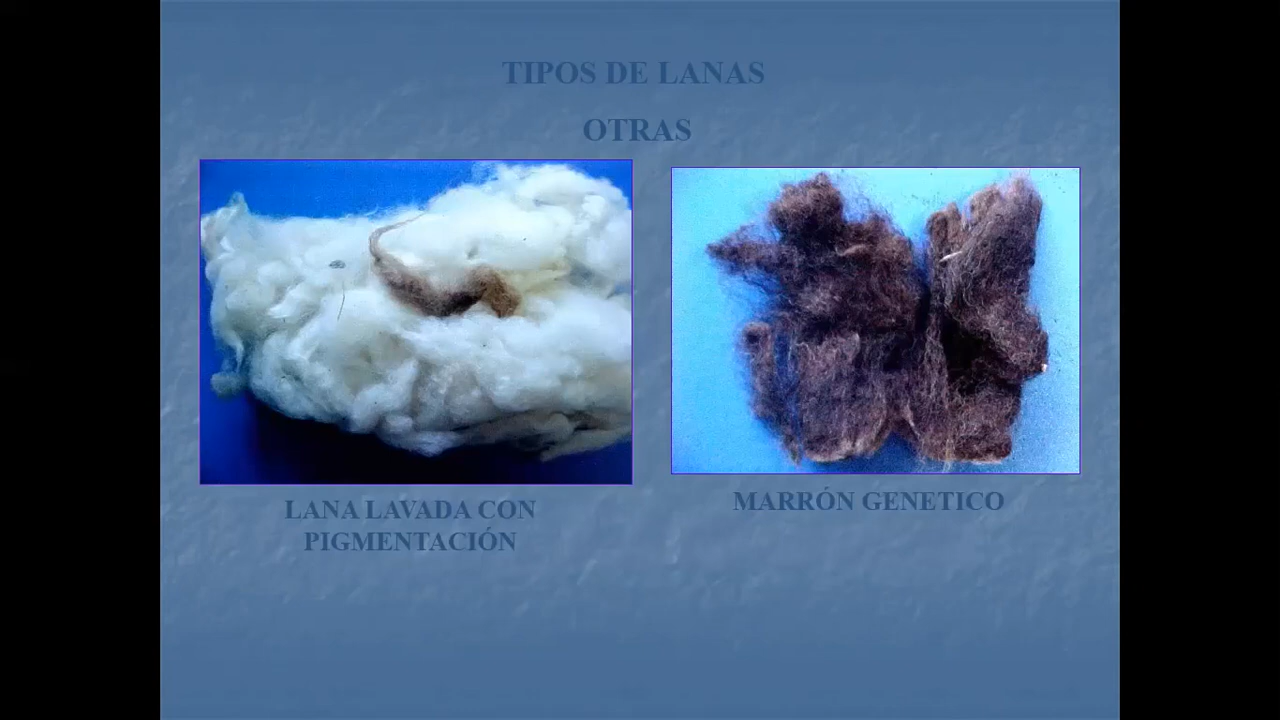 TIPOS DE LANAS
OTRAS
LANA LAVADA CON
PIGMENTACIÓN
MARRÓN GENETICO